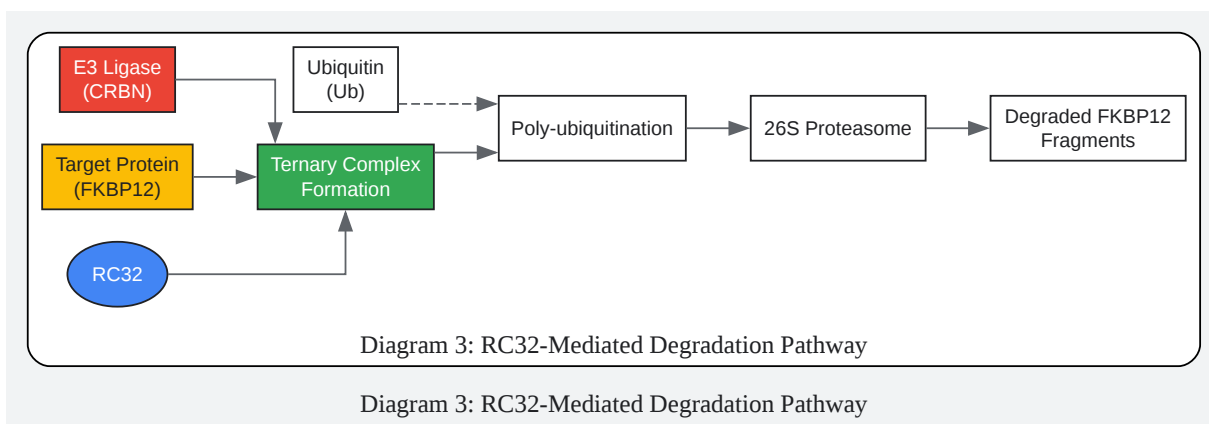 E3 Ligase
(CRBN)
Ubiquitin
(Ub)
Poly-ubiquitination
26S Proteasome
Degraded FKBP12
Fragments
Target Protein
(FKBP12)
Ternary Complex
Formation
RC32
Diagram 3: RC32-Mediated Degradation Pathway
Diagram 3: RC32-Mediated Degradation Pathway